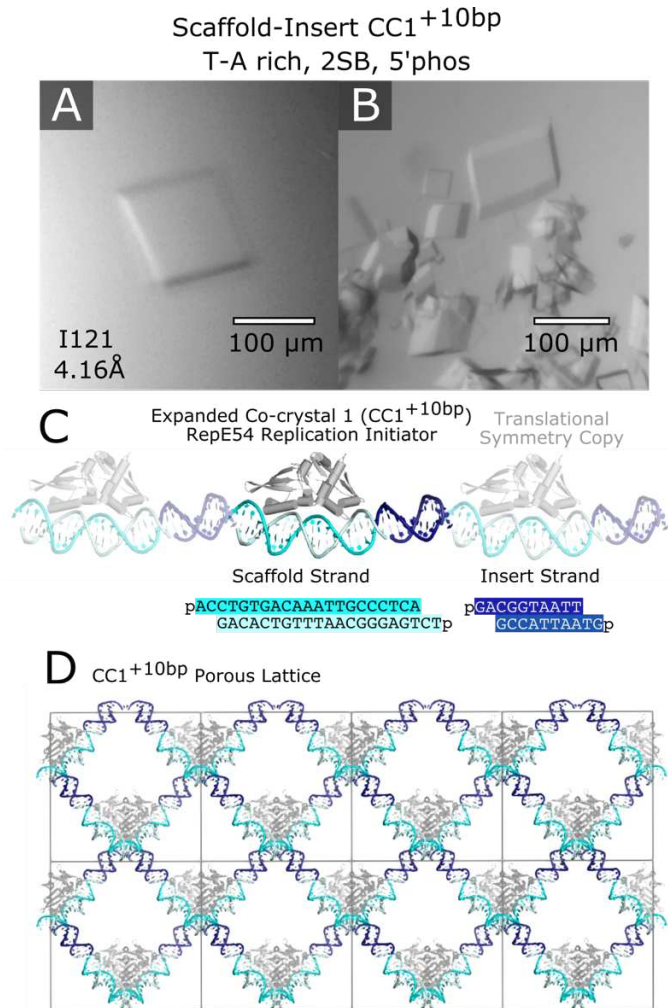 Scaffold-Insert CC1+10bp
T-A rich, 2SB, 5'phos
A
B
I121
4.16Å
100 µm
100 µm
C
Expanded Co-crystal 1 (CC1+10bp)
RepE54 Replication Initiator
Translational
Symmetry Copy
Scaffold Strand
Insert Strand
pACCTGTGACAAATTGCCCTCA
GACACTGTTTAACGGGAGTCTp
pGACGGTAATT
GCCATTAATGp
D
CC1+10bp Porous Lattice